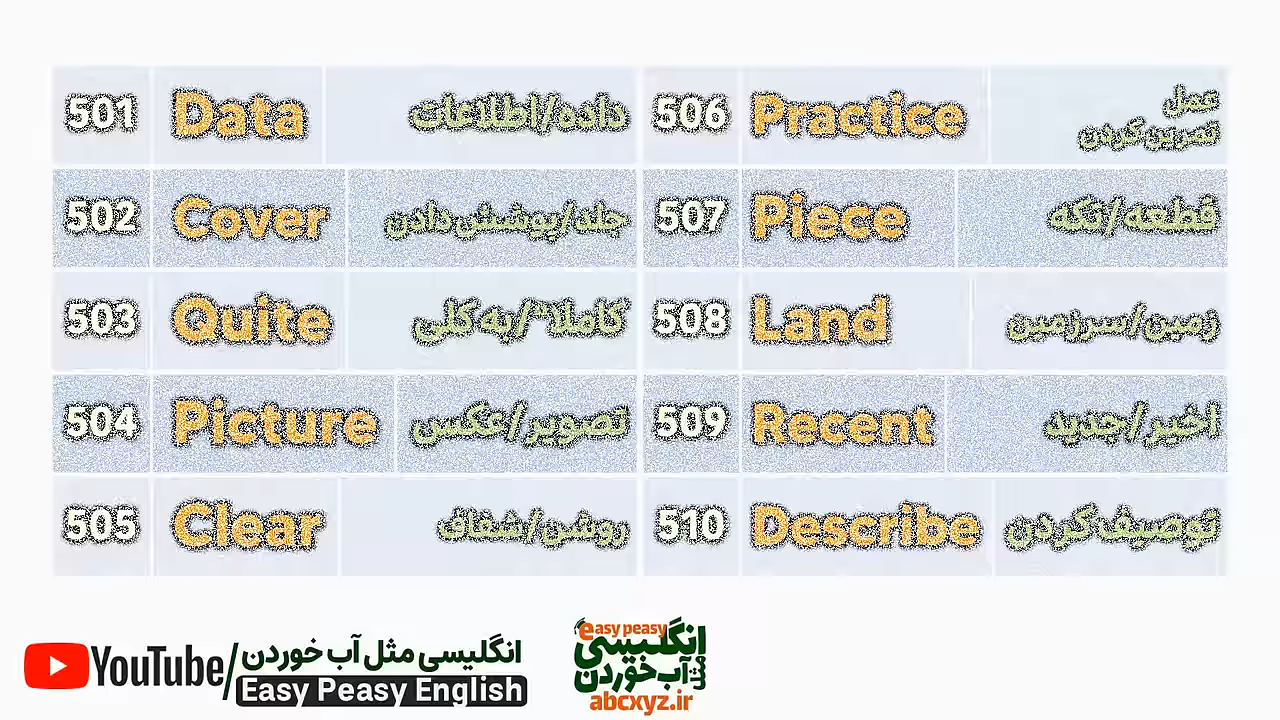 501 Data داده/اطلاعات
502 Cover جلد/پوشش دادن
503 Quite کاملا"/به کلی
504 Picture تصویر/عکس
505 Clear روشن/شفاف
506 Practice عمل
تمرین کردن
507 Piece قطعه/تکه
508 Land زمین/سرزمین
509 Recent اخیر/جدید
510 Describe توصیف کردن
YouTube/انگلیسی مثل آب خوردن
Easy Peasy English
easy peasy
انگلیسی
مثل آب خوردن
abcxyz.ir